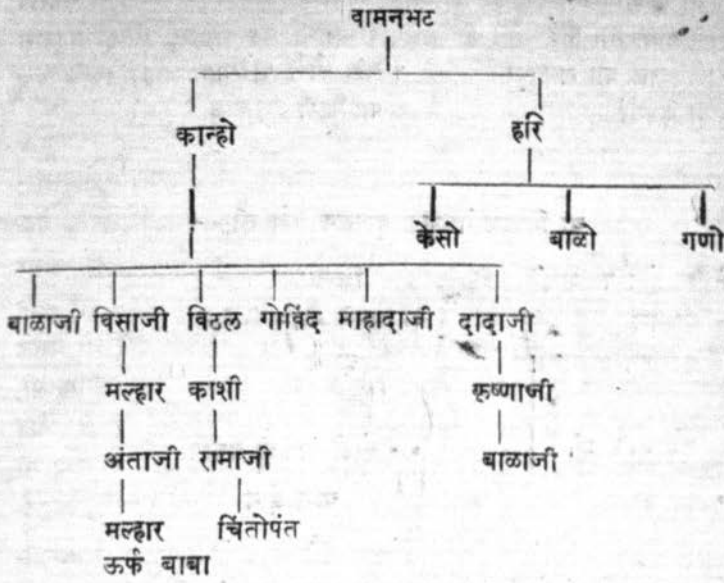 वामनभट
कान्हो हरि
केसो बाळो गणो
बाळाजी विसाजी विठल गोविंद माहादाजी दादाजी
मल्हार काशी कृष्णाजी
अंताजी रामाजी बाळाजी
मल्हार चिंतोपंत
ऊर्फ बाबा